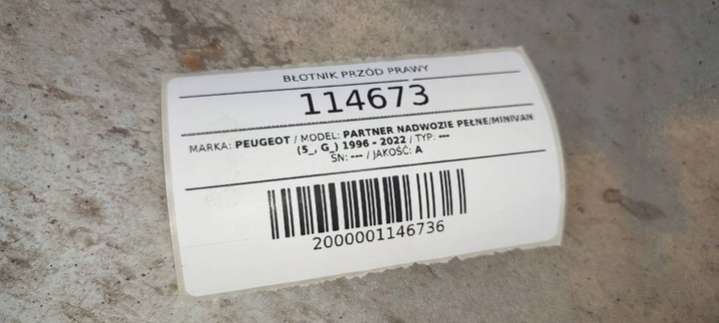 BŁOTNIK PRZÓD PRAWY
114673
MARKA: PEUGEOT / MODEL: PARTNER NADWOZIE PEŁNE/MINIVAN
(5_, G_) 1996 - 2022 / TYP: ---
SN: --- / JAKOŚĆ: A
2000001146736